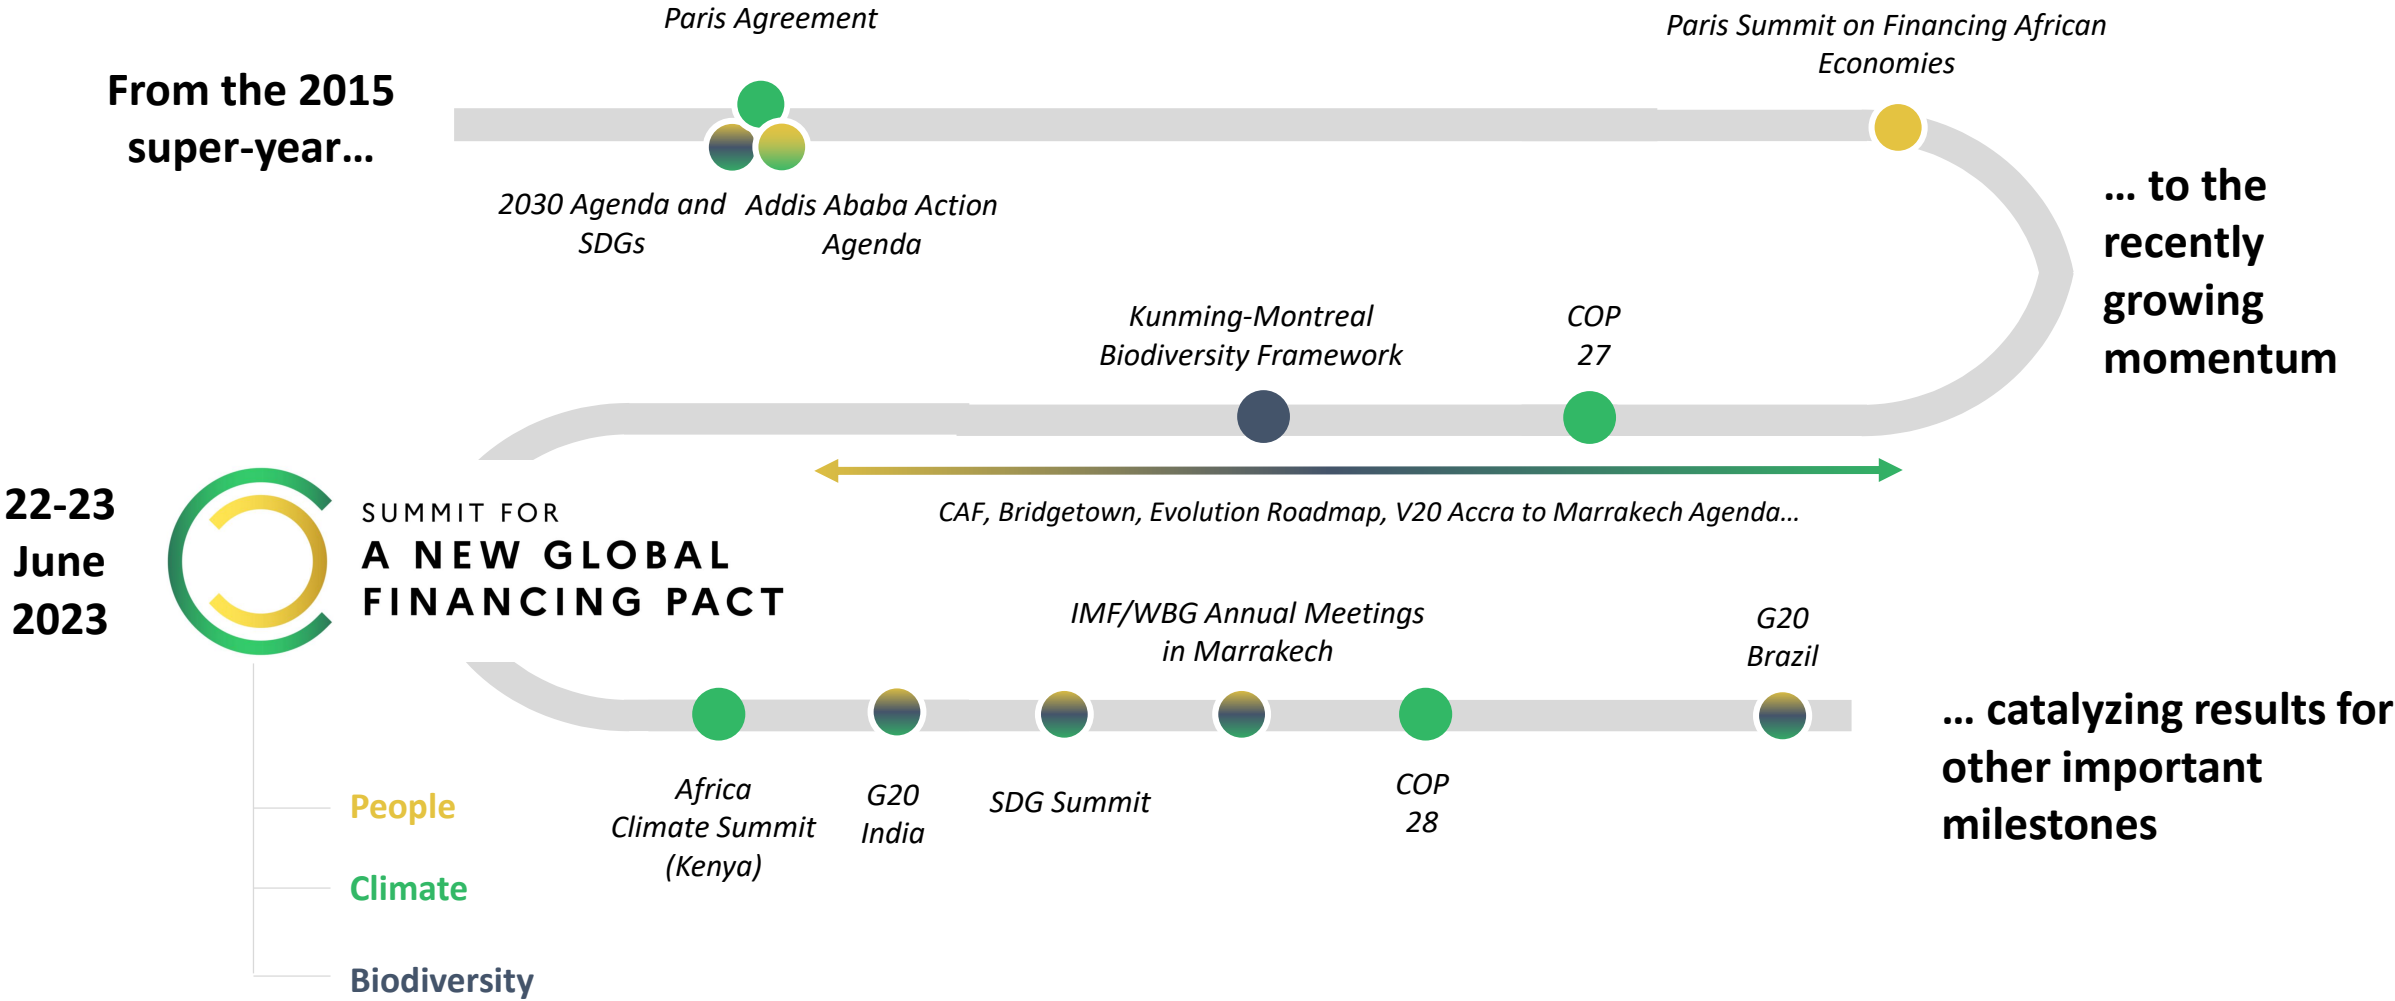 Paris Agreement
Paris Summit on Financing African
Economies
From the 2015
super-year...
2030 Agenda and
SDGs
Addis Ababa Action
Agenda
... to the
recently
growing
momentum
Kunming-Montreal
Biodiversity Framework
COP
27
CAF, Bridgetown, Evolution Roadmap, V20 Accra to Marrakech Agenda...
22-23
June
2023
SUMMIT FOR
A NEW GLOBAL
FINANCING PACT
IMF/WBG Annual Meetings
in Marrakech
G20
Brazil
Africa
Climate Summit
(Kenya)
G20
India
SDG Summit
COP
28
... catalyzing results for
other important
milestones
People
Climate
Biodiversity